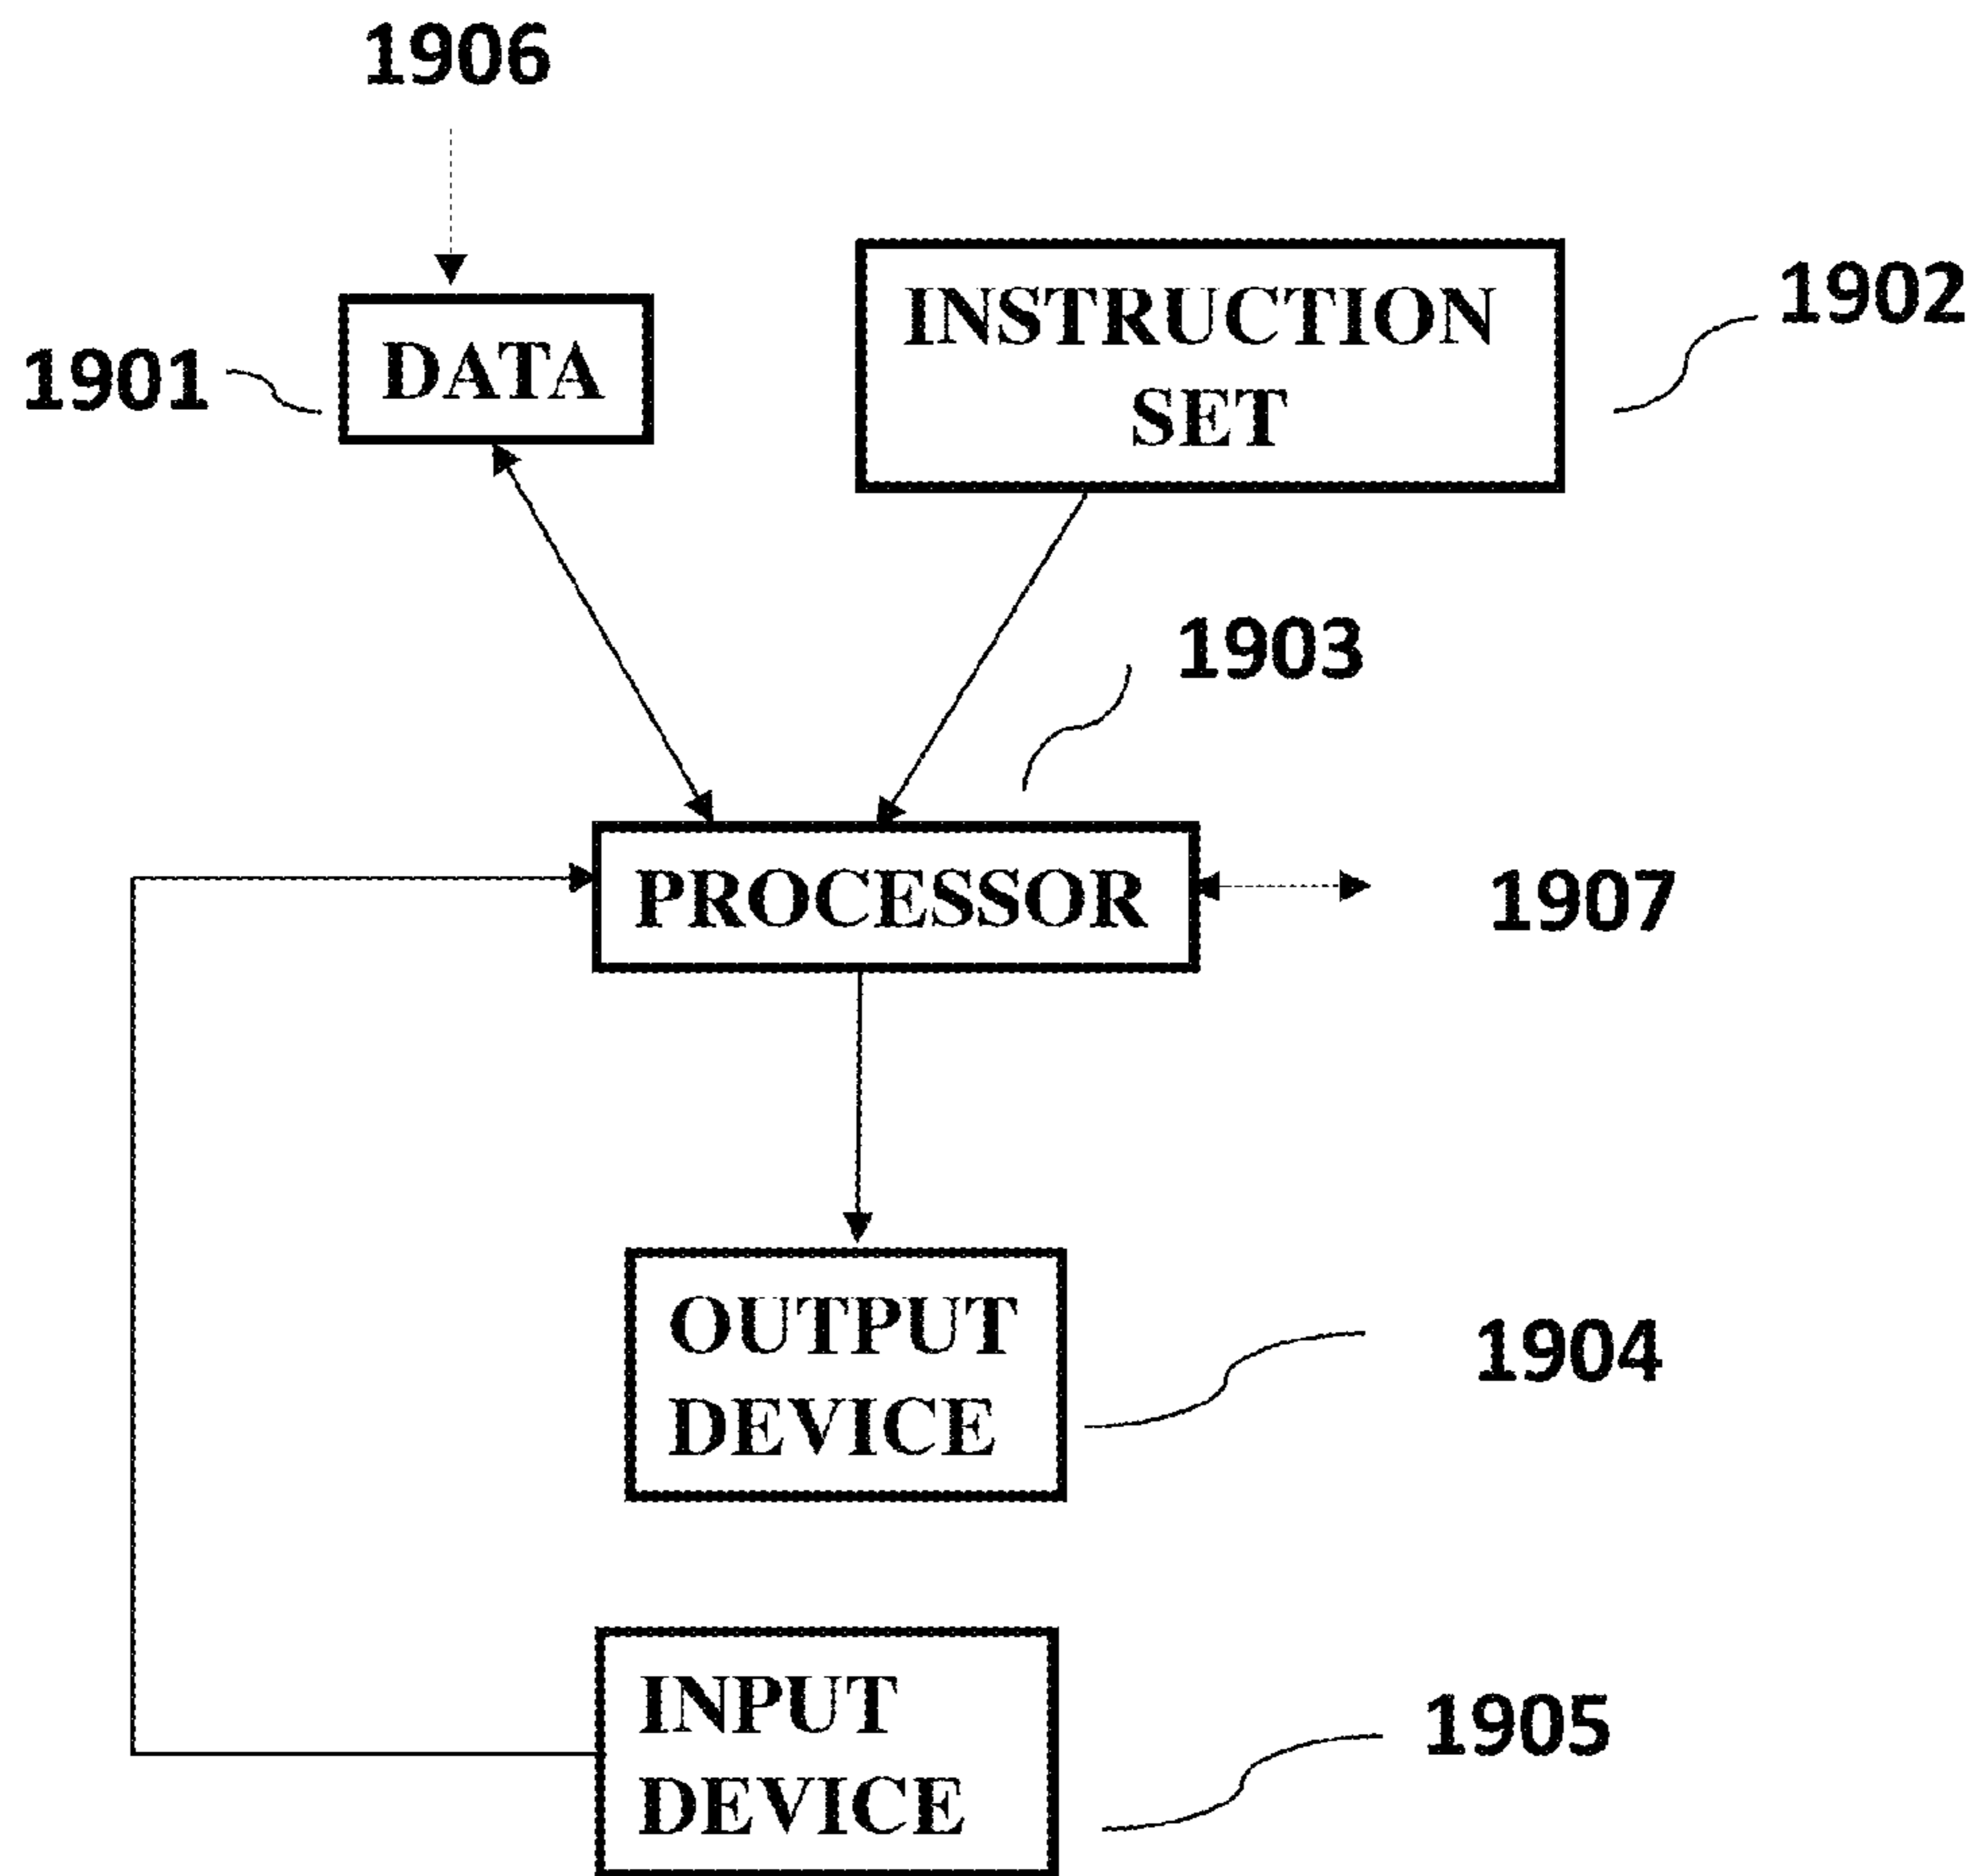 1906
INSTRUCTION
SET
1902
1901
DATA
1903
PROCESSOR
1907
OUTPUT
DEVICE
1904
INPUT
DEVICE
1905